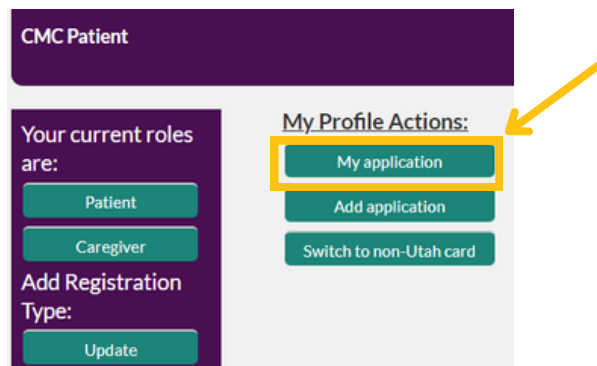 CMC Patient
Your current roles
are:
Patient
Caregiver
Add Registration
Type:
Update
My Profile Actions:
My application
Add application
Switch to non-Utah card